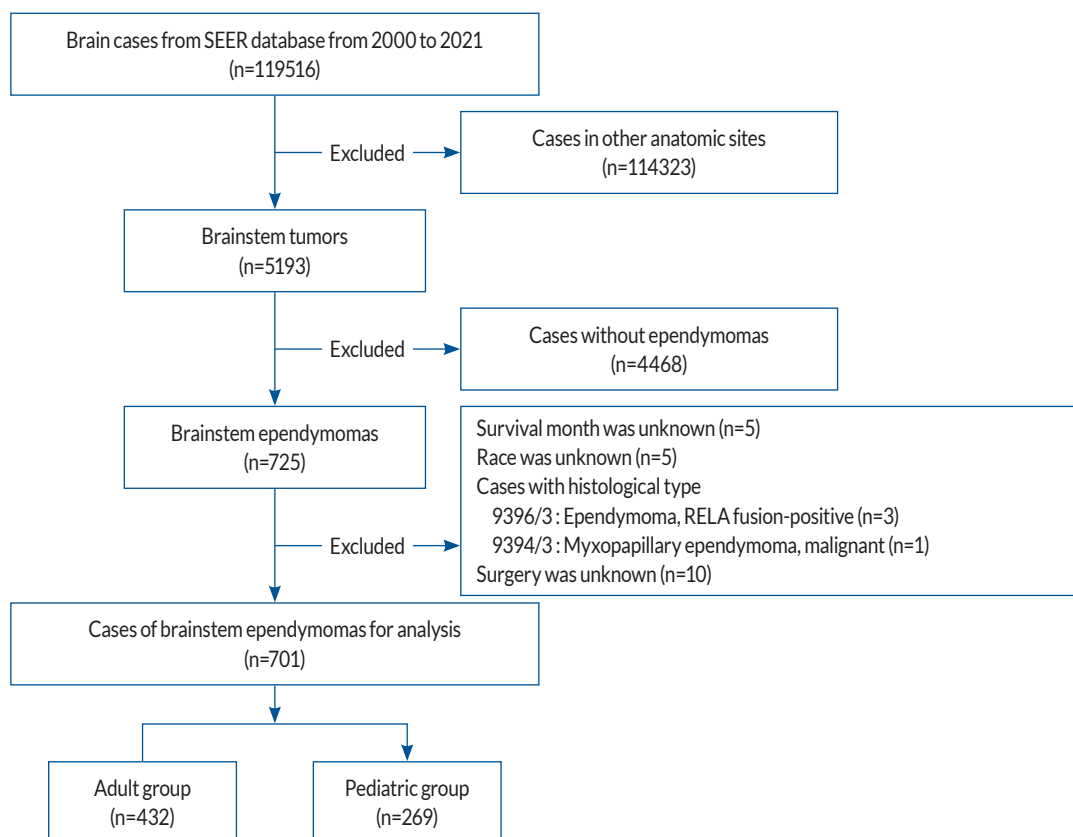 Brain cases from SEER database from 2000 to 2021
(n=119516)
Excluded
Cases in other anatomic sites
(n=114323)
Brainstem tumors
(n=5193)
Excluded
Cases without ependymomas
(n=4468)
Brainstem ependymomas
(n=725)
Excluded
Survival month was unknown (n=5)
Race was unknown (n=5)
Cases with histological type
9396/3 : Ependymoma, RELA fusion-positive (n=3)
9394/3 : Myxopapillary ependymoma, malignant (n=1)
Surgery was unknown (n=10)
Cases of brainstem ependymomas for analysis
(n=701)
Adult group
(n=432)
Pediatric group
(n=269)